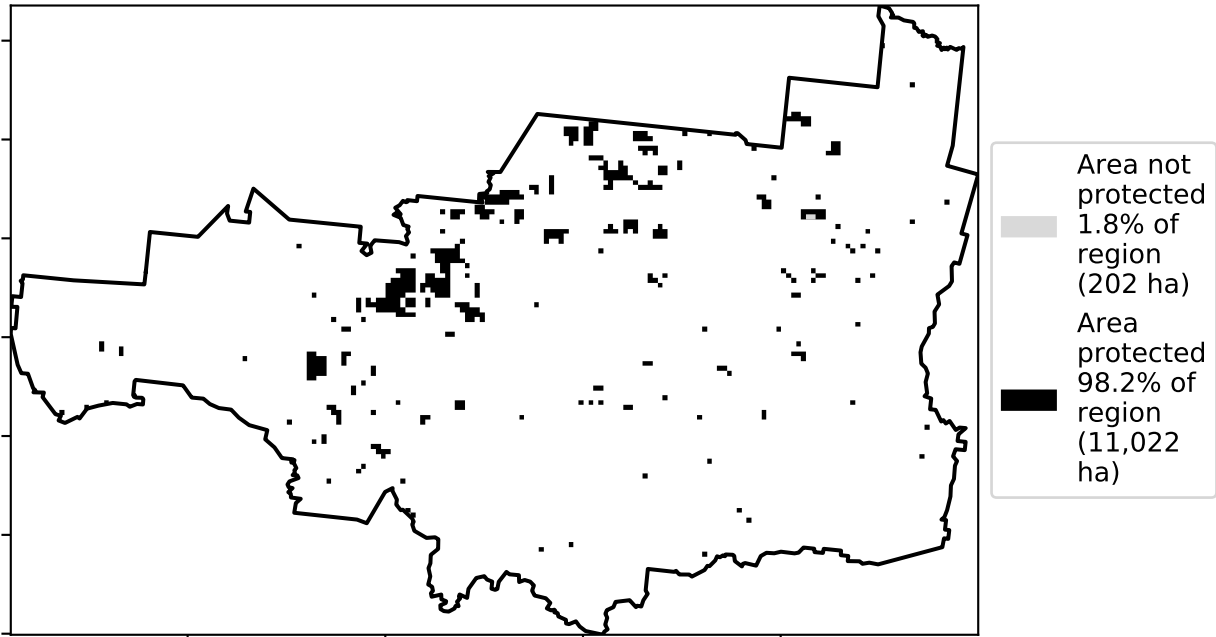 Area not
protected
1.8% of
region
(202 ha)
Area
protected
98.2% of
region
(11,022
ha)